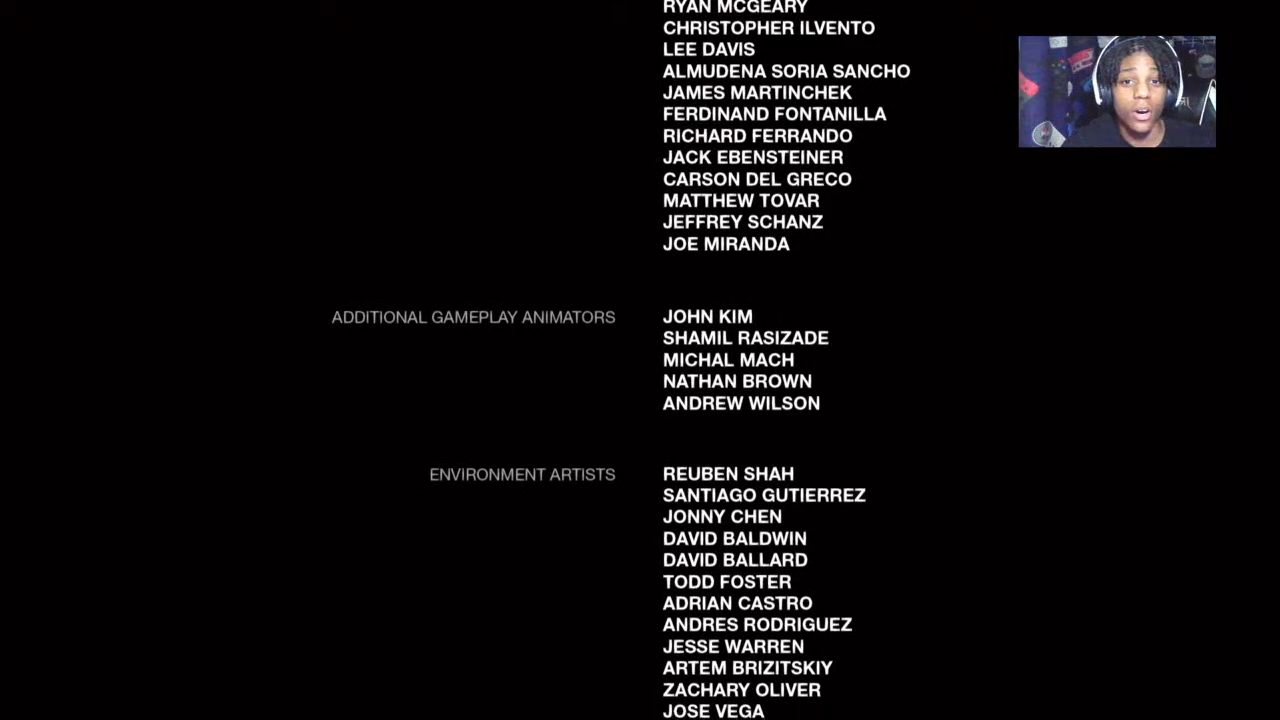 RYAN MCGEARY
CHRISTOPHER ILVENTO
LEE DAVIS
ALMUDENA SORIA SANCHO
JAMES MARTINCHEK
FERDINAND FONTANILLA
RICHARD FERRANDO
JACK EBENSTEINER
CARSON DEL GRECO
MATTHEW TOVAR
JEFFREY SCHANZ
JOE MIRANDA
ADDITIONAL GAMEPLAY ANIMATORS JOHN KIM
SHAMIL RASIZADE
MICHAL MACH
NATHAN BROWN
ANDREW WILSON
ENVIRONMENT ARTISTS REUBEN SHAH
SANTIAGO GUTIERREZ
JONNY CHEN
DAVID BALDWIN
DAVID BALLARD
TODD FOSTER
ADRIAN CASTRO
ANDRES RODRIGUEZ
JESSE WARREN
ARTEM BRIZITSKIY
ZACHARY OLIVER
JOSE VEGA